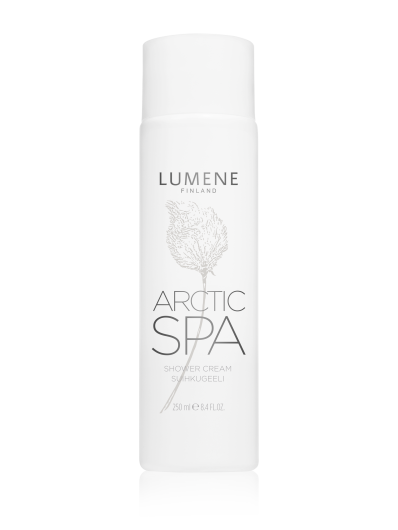 LUMENE
FINLAND
ARCTIC
SPA
SHOWER CREAM
SUIHKUGEELI
250 ml ℮ 8.4 FL.OZ.